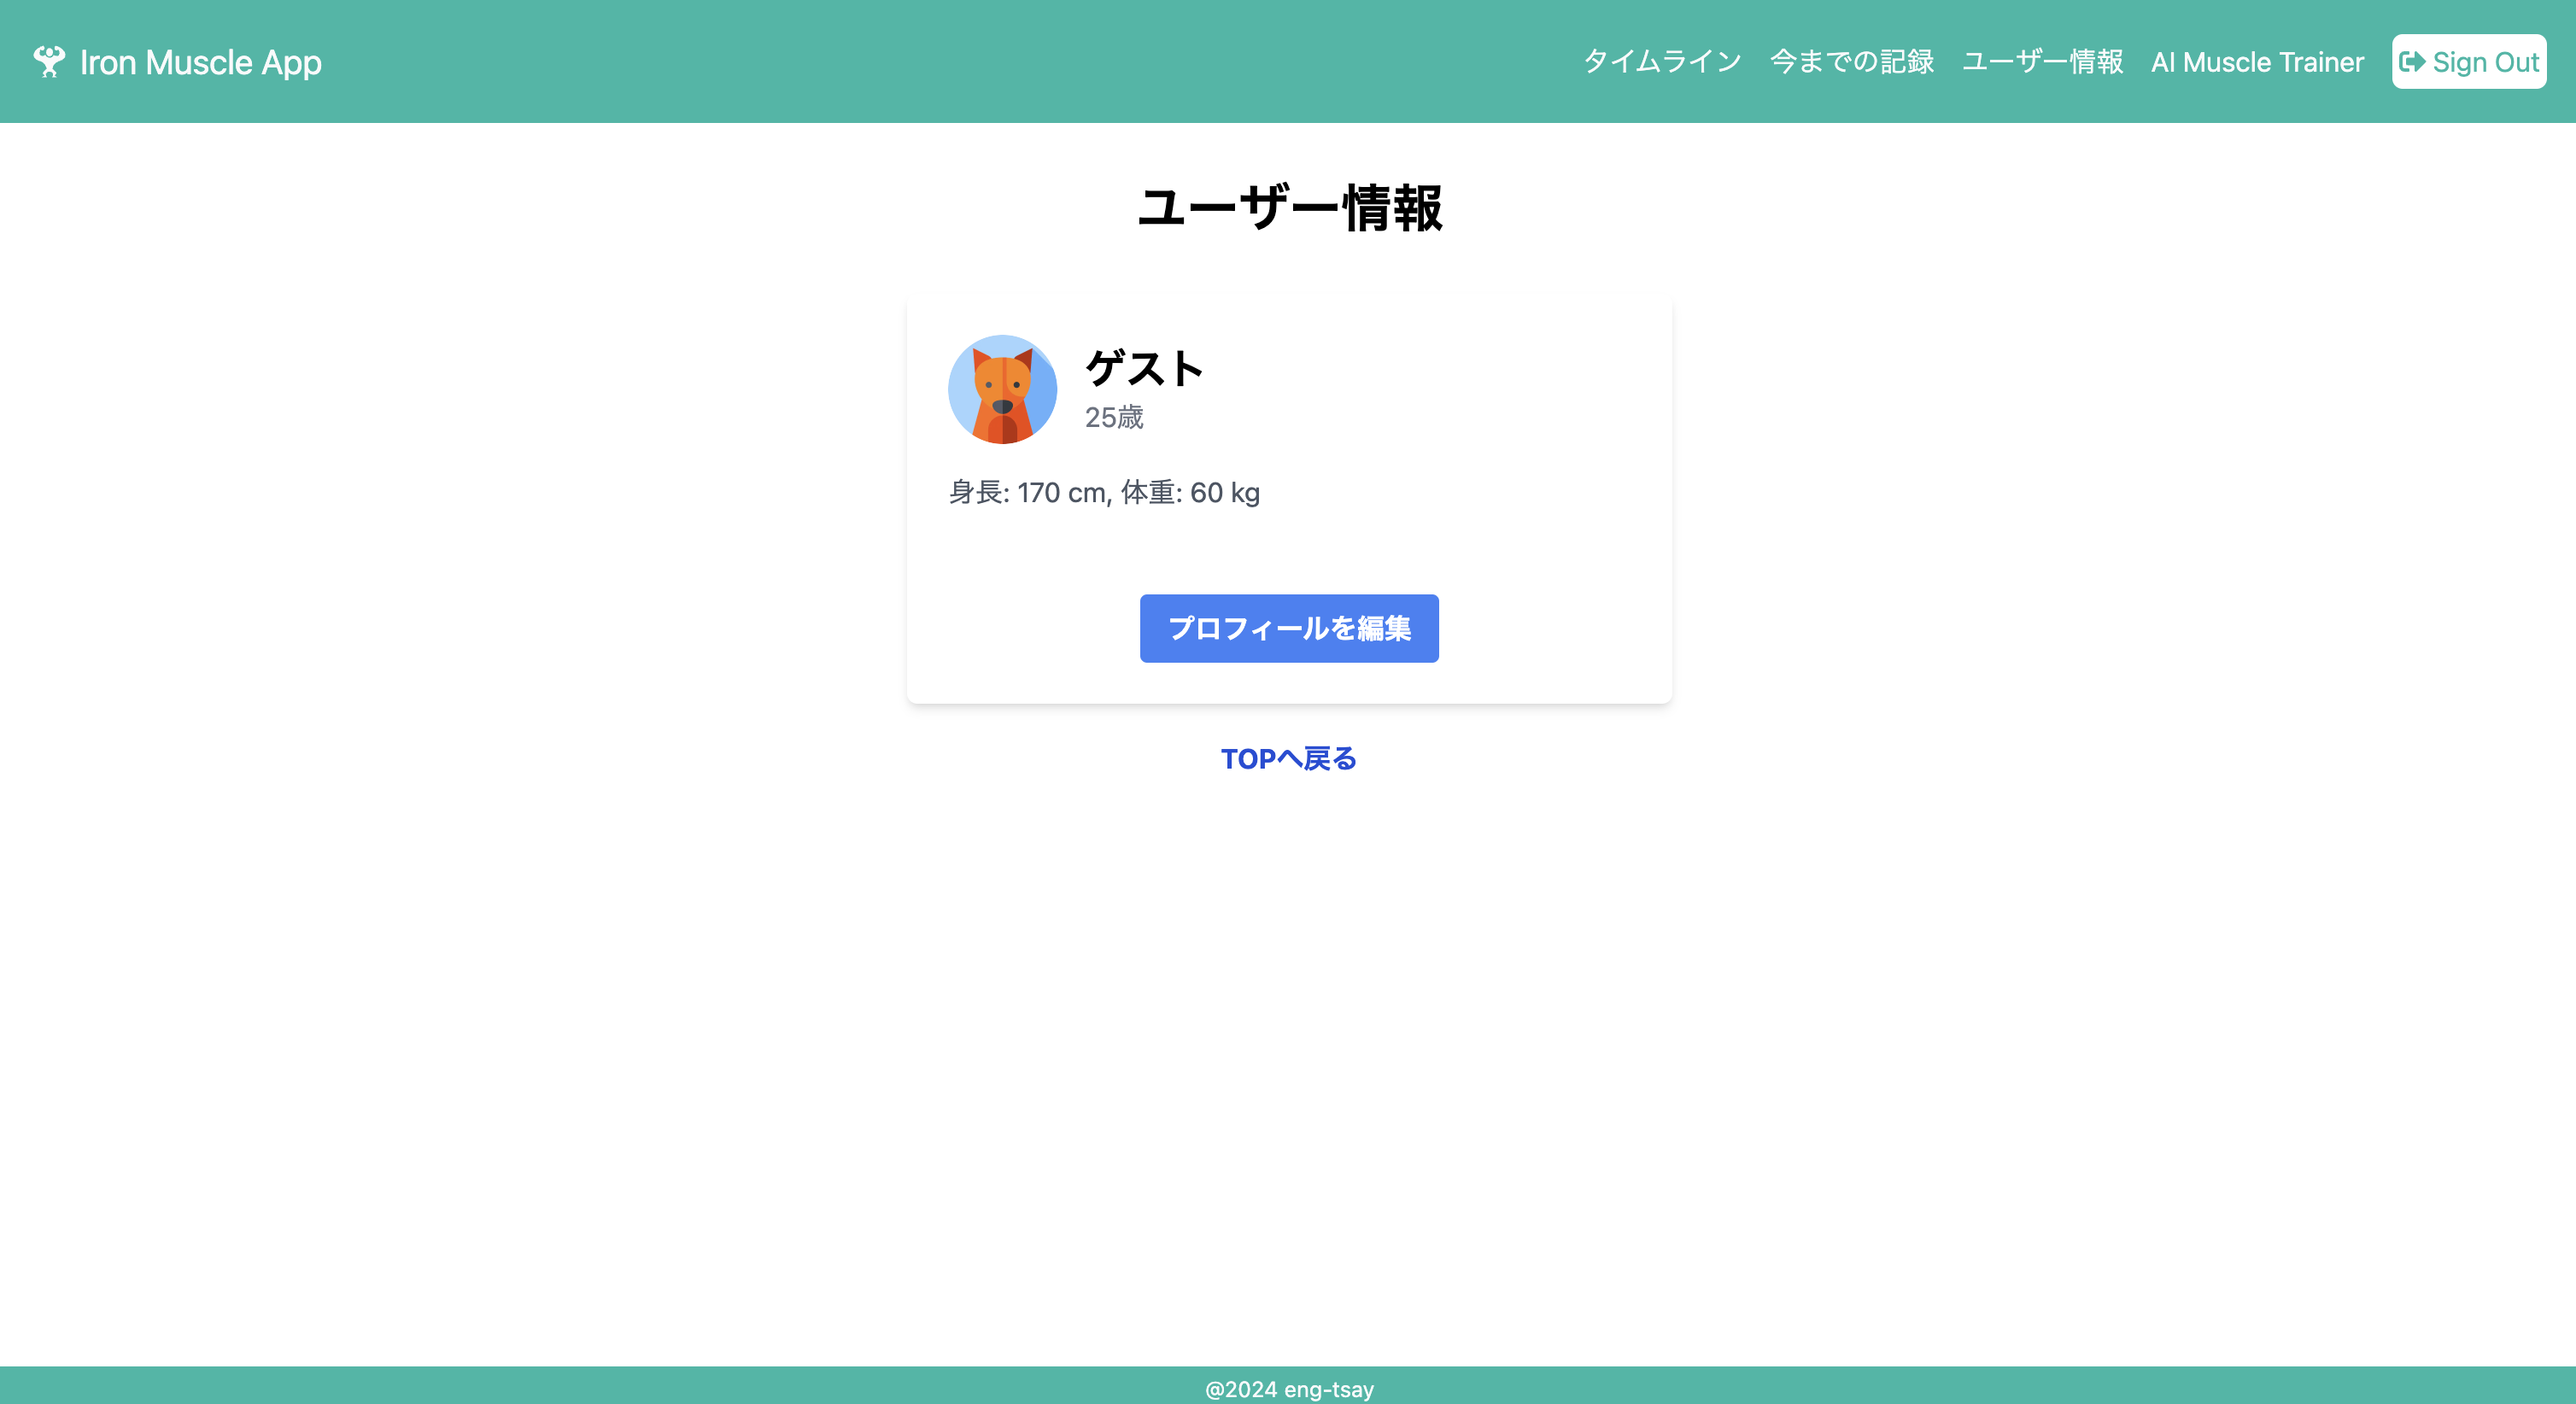 Iron Muscle App
タイムライン 今までの記録 ユーザー情報 AI Muscle Trainer Sign Out
ユーザー情報
ゲスト
25歳
身長: 170 cm, 体重: 60 kg
プロフィールを編集
TOPへ戻る
@2024 eng-tsay